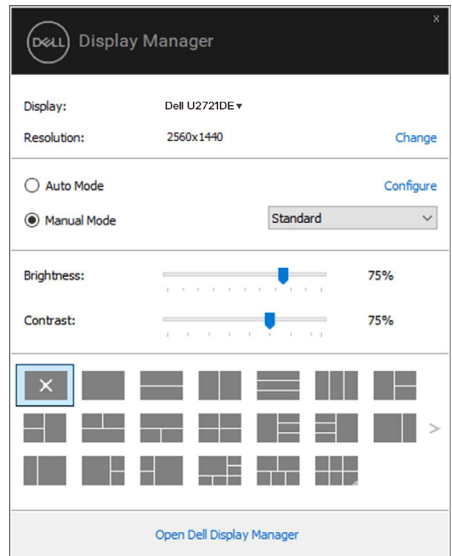 x
DELL Display Manager
Display: Dell U2721DE
Resolution: 2560x1440 Change
Auto Mode Configure
Manual Mode Standard
Brightness: 75%
Contrast: 75%
Open Dell Display Manager